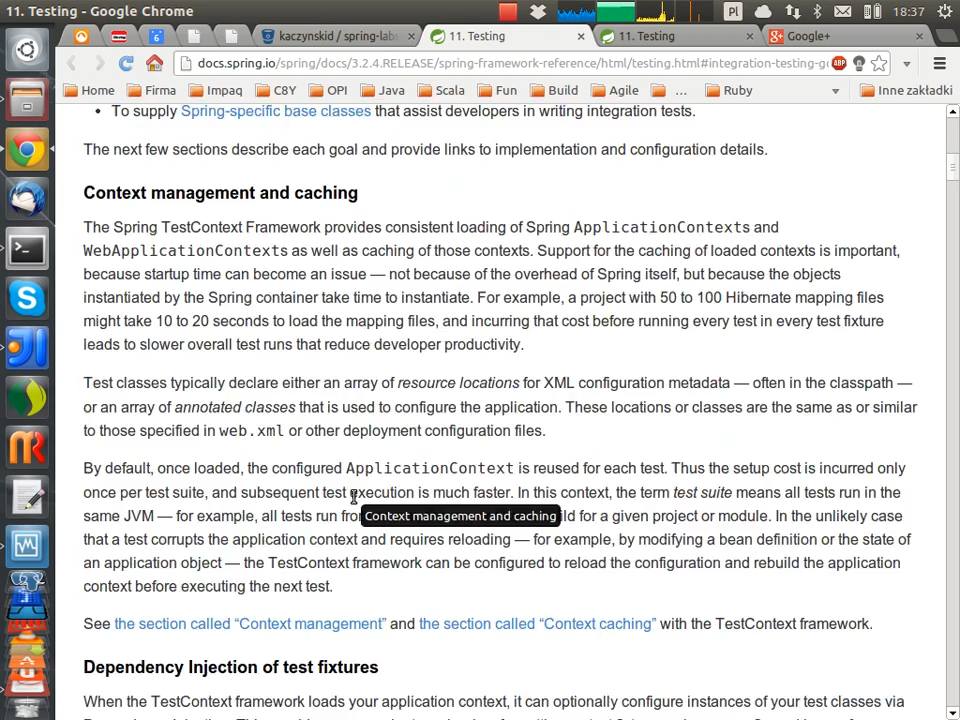 11. Testing - Google Chrome
Pl
18:37
6
kaczynskid / spring-lab
11. Testing
11. Testing
Google+
docs.spring.io/spring/docs/3.2.4.RELEASE/spring-framework-reference/html/testing.html#integration-testing-g
ABP
Home
Firma
Impaq
C8Y
OPI
Java
Scala
Fun
Build
Agile
...
Ruby
Inne zakładki
• To supply Spring-specific base classes that assist developers in writing integration tests.
The next few sections describe each goal and provide links to implementation and configuration details.
Context management and caching
The Spring TestContext Framework provides consistent loading of Spring ApplicationContexts and
WebApplicationContexts as well as caching of those contexts. Support for the caching of loaded contexts is important,
because startup time can become an issue — not because of the overhead of Spring itself, but because the objects
instantiated by the Spring container take time to instantiate. For example, a project with 50 to 100 Hibernate mapping files
might take 10 to 20 seconds to load the mapping files, and incurring that cost before running every test in every test fixture
leads to slower overall test runs that reduce developer productivity.
Test classes typically declare either an array of resource locations for XML configuration metadata — often in the classpath —
or an array of annotated classes that is used to configure the application. These locations or classes are the same as or similar
to those specified in web.xml or other deployment configuration files.
By default, once loaded, the configured ApplicationContext is reused for each test. Thus the setup cost is incurred only
once per test suite, and subsequent test execution is much faster. In this context, the term test suite means all tests run in the
same JVM — for example, all tests run fro
Context management and caching
ild for a given project or module. In the unlikely case
that a test corrupts the application context and requires reloading — for example, by modifying a bean definition or the state of
an application object — the TestContext framework can be configured to reload the configuration and rebuild the application
context before executing the next test.
See the section called “Context management” and the section called “Context caching” with the TestContext framework.
Dependency Injection of test fixtures
When the TestContext framework loads your application context, it can optionally configure instances of your test classes via